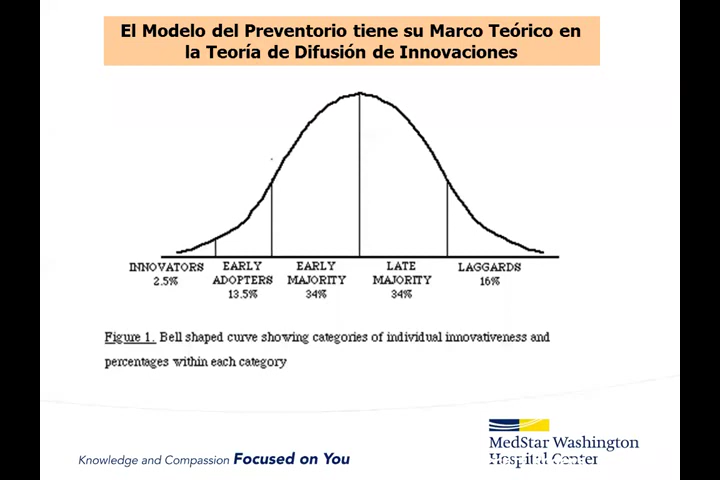 El Modelo del Preventorio tiene su Marco Teórico en
la Teoría de Difusión de Innovaciones
INNOVATORS
2.5%
EARLY
ADOPTERS
13.5%
EARLY
MAJORITY
34%
LATE
MAJORITY
34%
LAGGARDS
16%
Figure 1. Bell shaped curve showing categories of individual innovativeness and
percentages within each category
Knowledge and Compassion Focused on You
MedStar Washington
Hospital Center